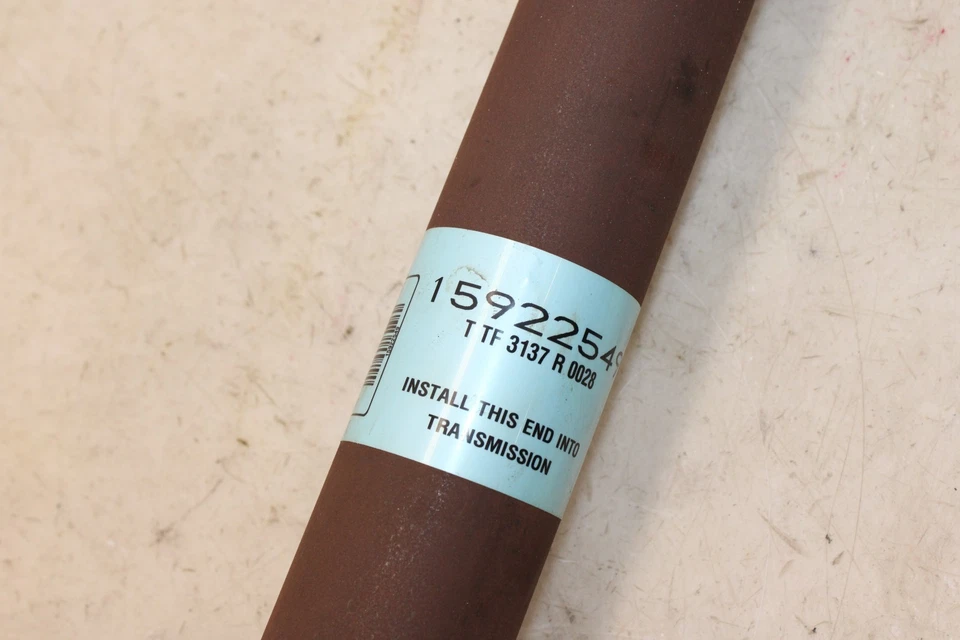 1592254
T TF 3137 R 0028
INSTALL THIS END INTO
TRANSMISSION